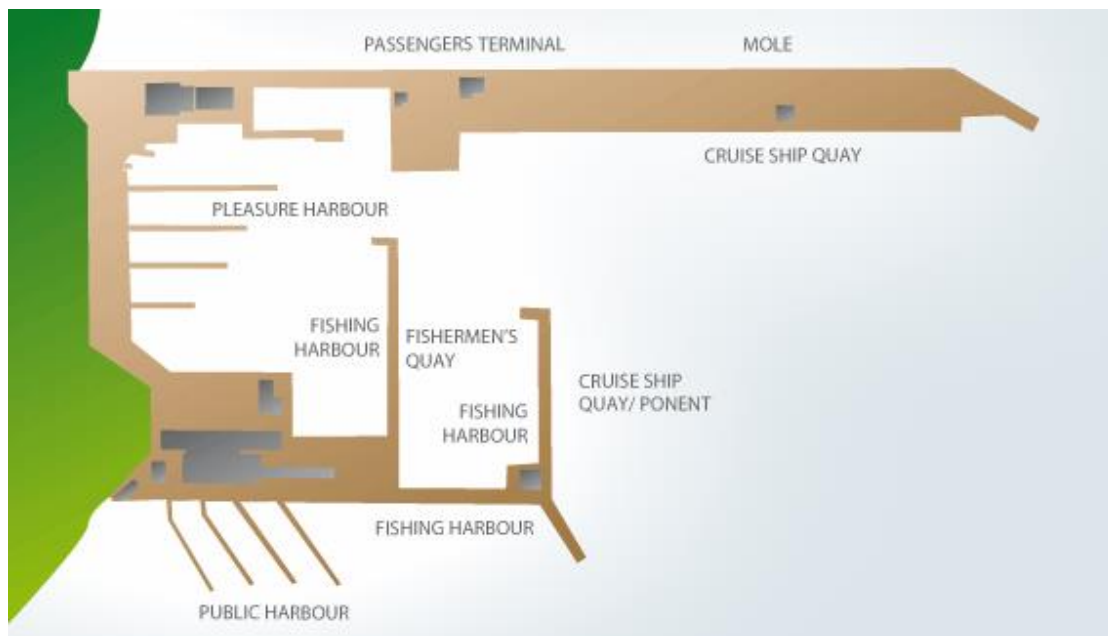 PASSENGERS TERMINAL
MOLE
CRUISE SHIP QUAY
PLEASURE HARBOUR
FISHING
HARBOUR
FISHERMEN'S
QUAY
CRUISE SHIP
QUAY/ PONENT
FISHING
HARBOUR
FISHING HARBOUR
PUBLIC HARBOUR